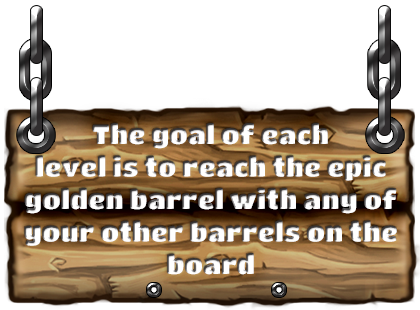 The goal of each
level is to reach the epic
golden barrel with any of
your other barrels on the
board